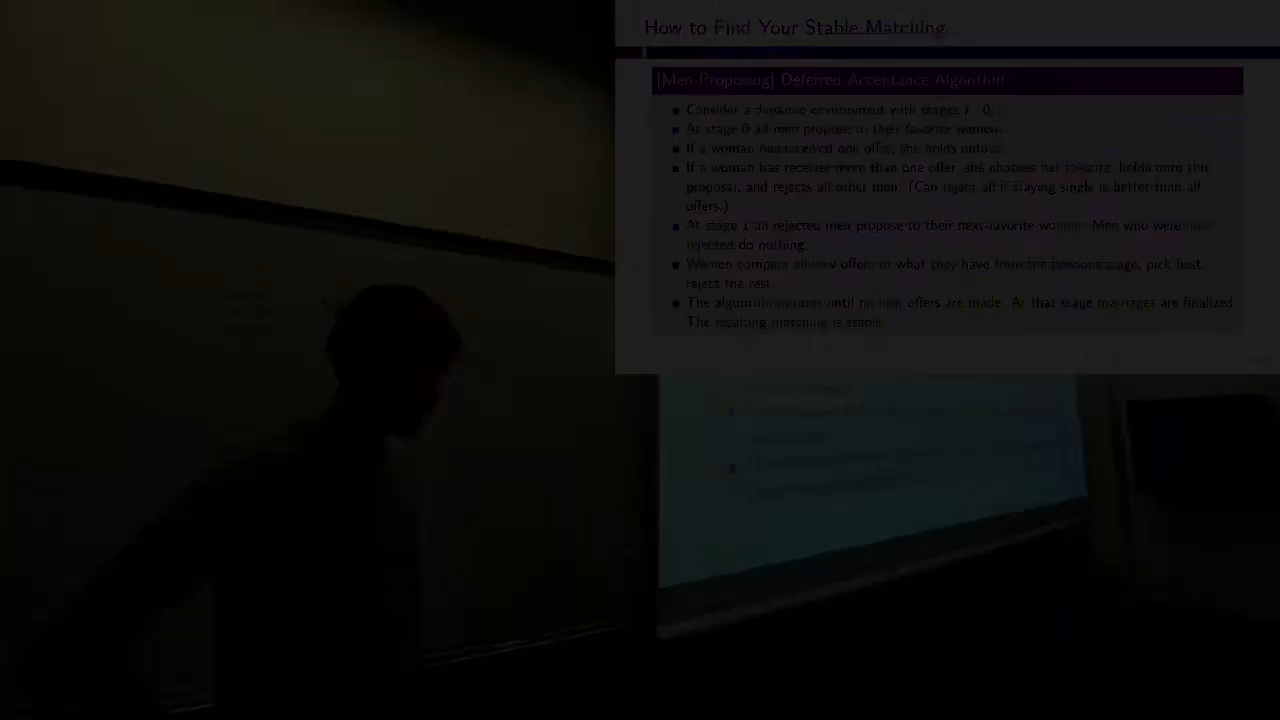 How to Find Your Stable Matching
[Men Proposing] Deferred Acceptance Algorithm
Consider a dynamic environment with stages t = 0,
At stage 0 all men propose to their favorite women.
If a woman has received one offer, she holds onto it.
If a woman has receiver more than one offer, she chooses her favorite, holds onto this
proposal, and rejects all other men. (Can reject all if staying single is better than all
offers.)
At stage 1 all rejected men propose to their next-favorite woman. Men who were not
rejected do nothing.
Women compare all new offers to what they have from the previous stage, pick best,
reject the rest.
The algorithm until no new offers are made. At that stage marriages are finalized.
The resulting matching is stable.